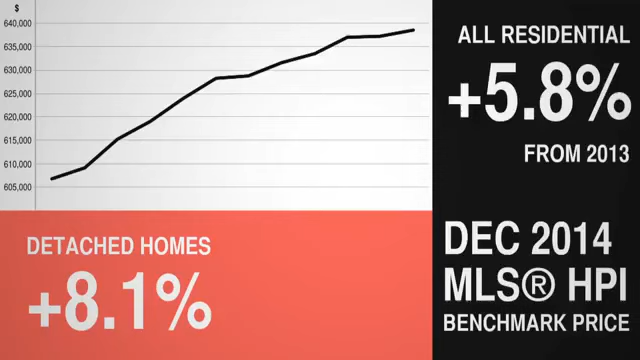 $
640,000
635,000
630,000
625,000
620,000
615,000
610,000
605,000
ALL RESIDENTIAL
+5.8%
FROM 2013
DETACHED HOMES
+8.1%
DEC 2014
MLS® HPI
BENCHMARK PRICE